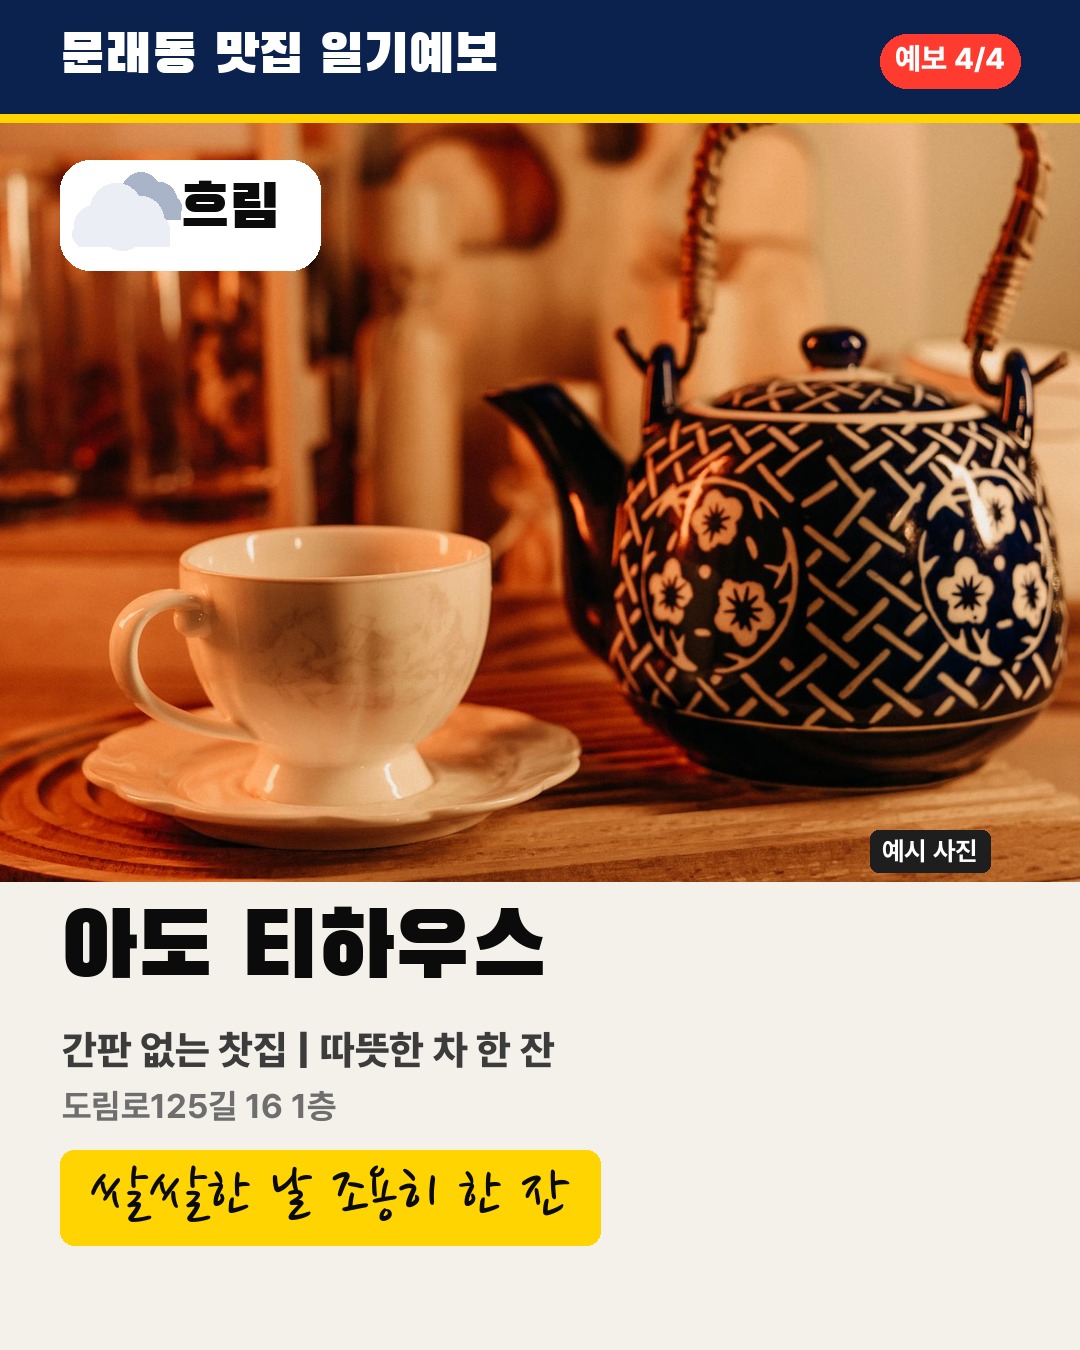 문래동 맛집 일기예보
예보 4/4
흐림
예시 사진
아도 티하우스
간판 없는 찻집 | 따뜻한 차 한 잔
도림로125길 16 1층
쌀쌀한 날 조용히 한 잔